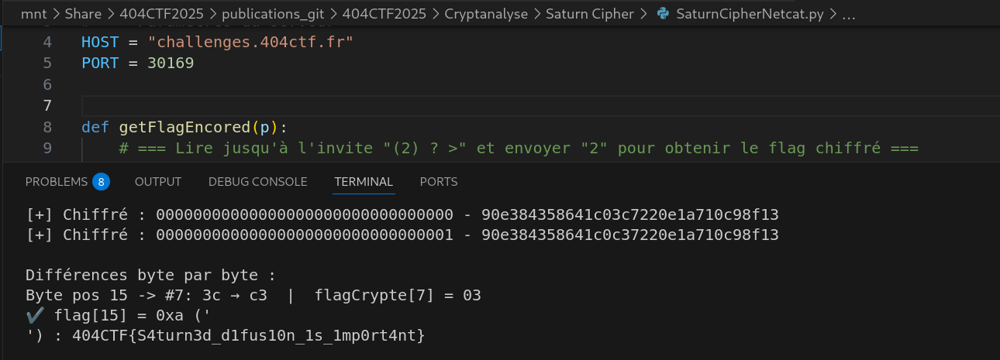 mnt > Share > 404CTF2025 > publications_git > 404CTF2025 > Cryptanalyse > Saturn Cipher > SaturnCipherNetcat.py > ...
4 HOST = "challenges.404ctf.fr"
5 PORT = 30169
6
7
8 def getFlagEncored(p):
9 # === Lire jusqu'à l'invite "(2) ? >" et envoyer "2" pour obtenir le flag chiffré ===
PROBLEMS 8 OUTPUT DEBUG CONSOLE TERMINAL PORTS
[+] Chiffré : 00000000000000000000000000000000 - 90e384358641c03c7220e1a710c98f13
[+] Chiffré : 00000000000000000000000000000001 - 90e384358641c0c37220e1a710c98f13
Différences byte par byte :
Byte pos 15 -> #7: 3c → c3 | flagCrypte[7] = 03
✔ flag[15] = 0xa ('
') : 404CTF{S4turn3d_d1fus10n_1s_1mp0rt4nt}